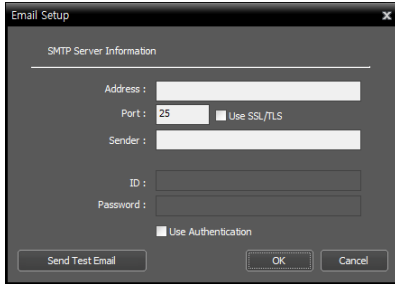 Email Setup x
SMTP Server Information
Address :
Port : 25 Use SSL/TLS
Sender :
ID :
Password :
Use Authentication
Send Test Email OK Cancel